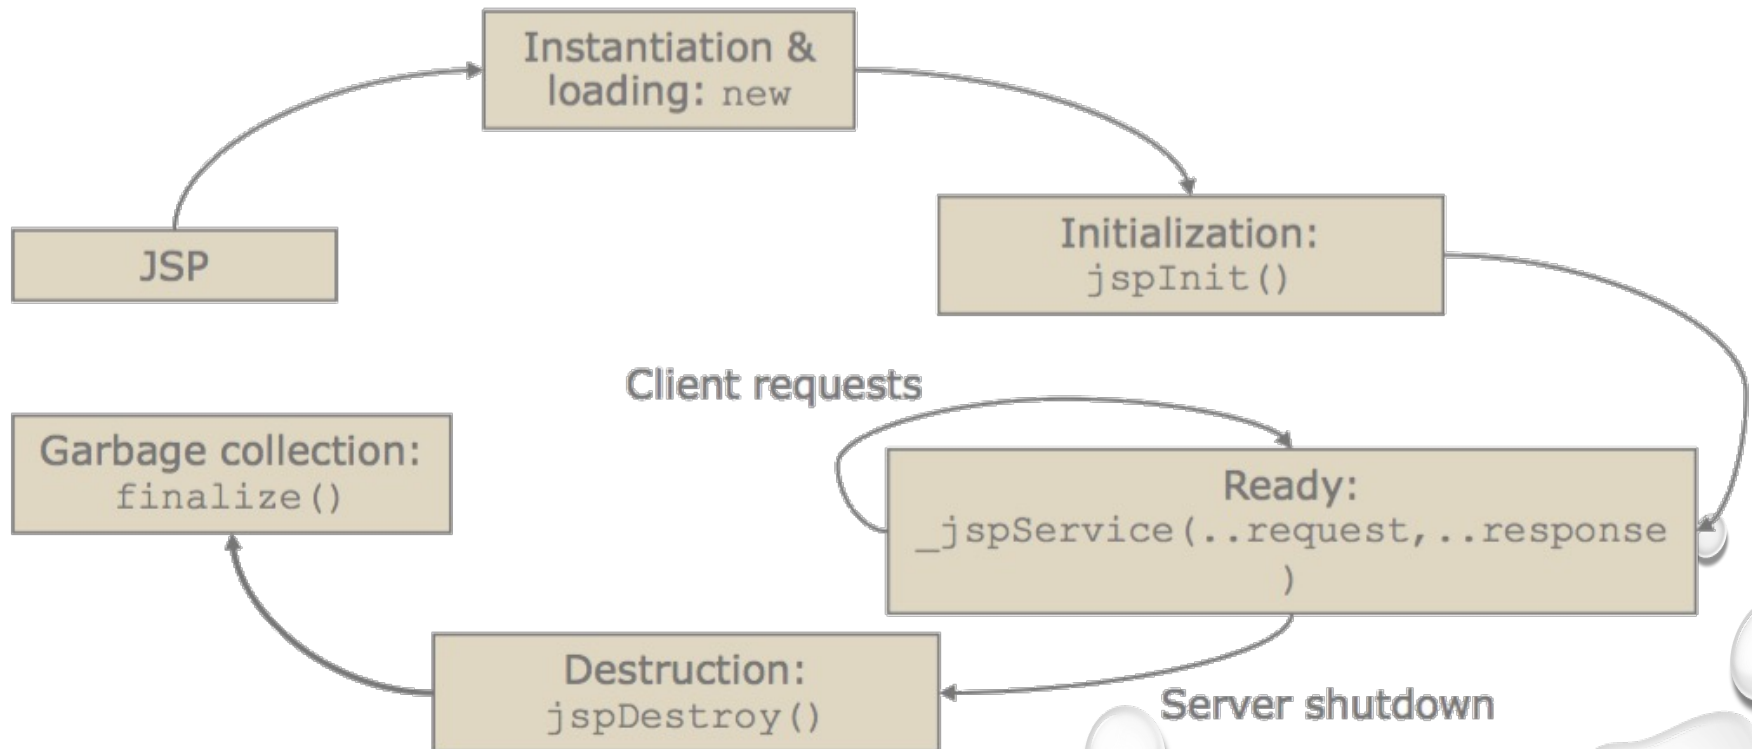 Instantiation &
loading: new
JSP
Initialization:
jspInit()
Client requests
Garbage collection:
finalize()
Ready:
_jspService(..request,..response
)
Destruction:
jspDestroy()
Server shutdown